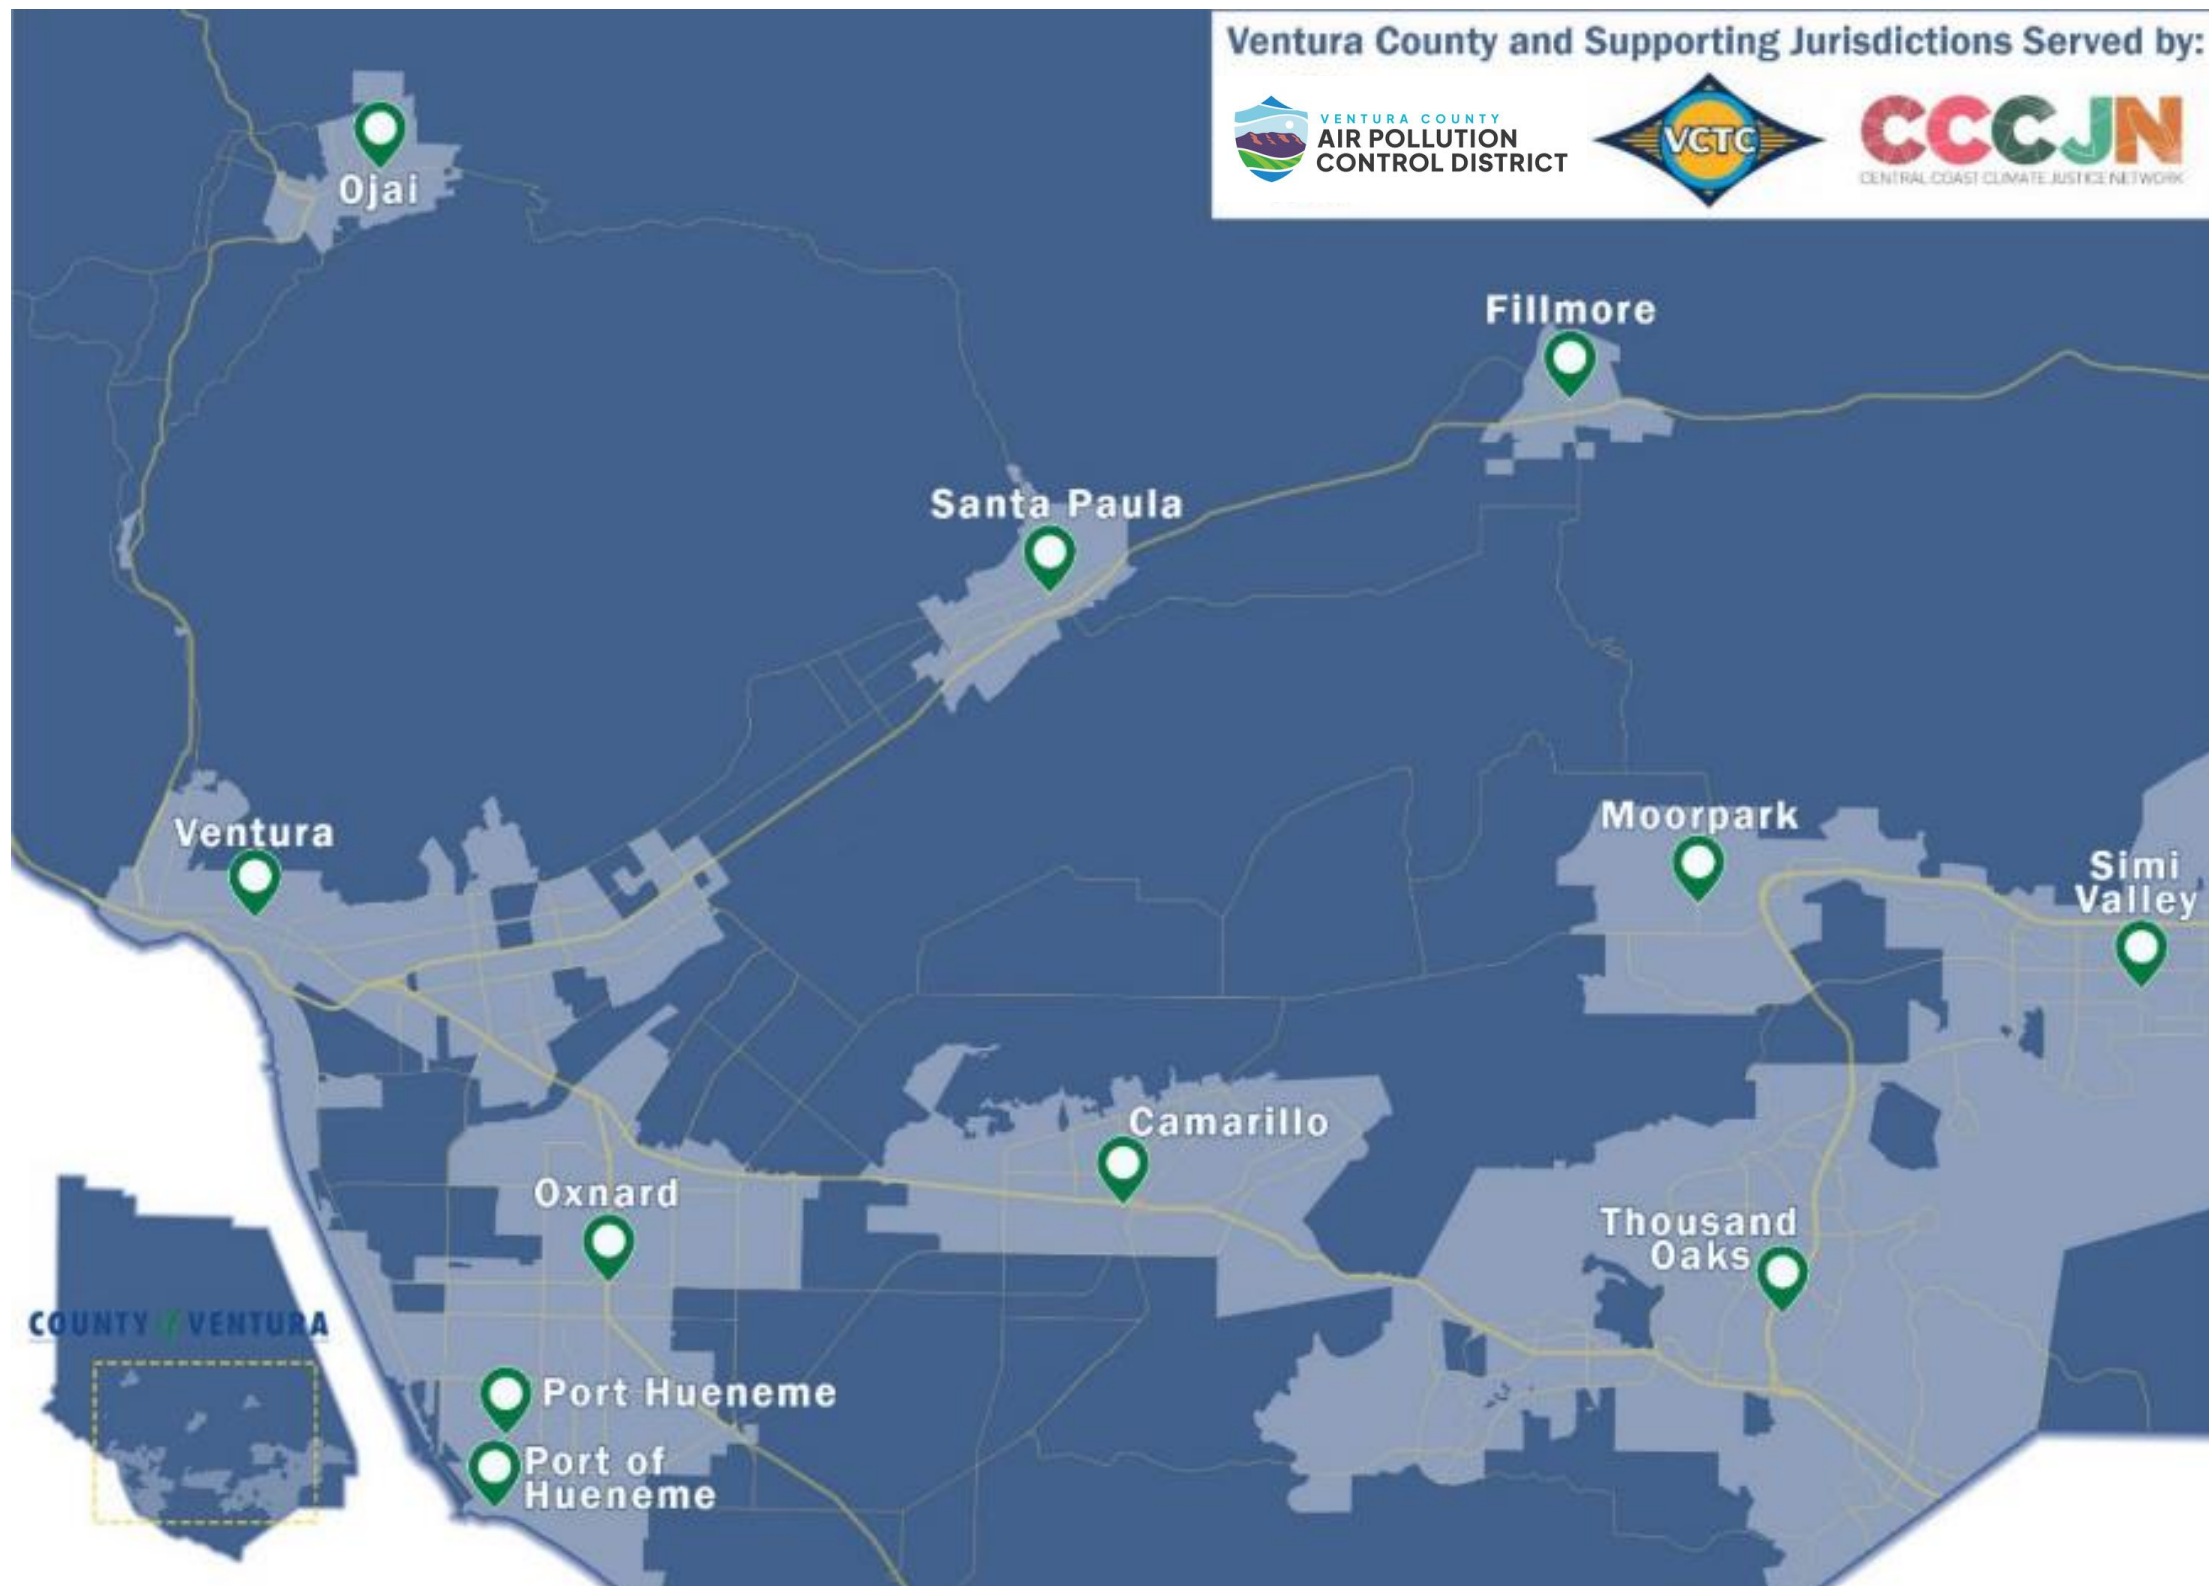 Ventura County and Supporting Jurisdictions Served by:
VENTURA COUNTY
AIR POLLUTION
CONTROL DISTRICT
VCTC
CCCJN
CENTRAL COAST CLIMATE JUSTICE NETWORK
Ojai
Fillmore
Santa Paula
Ventura
Moorpark
Simi
Valley
Camarillo
Oxnard
Thousand
Oaks
COUNTY of VENTURA
Port Hueneme
Port of
Hueneme